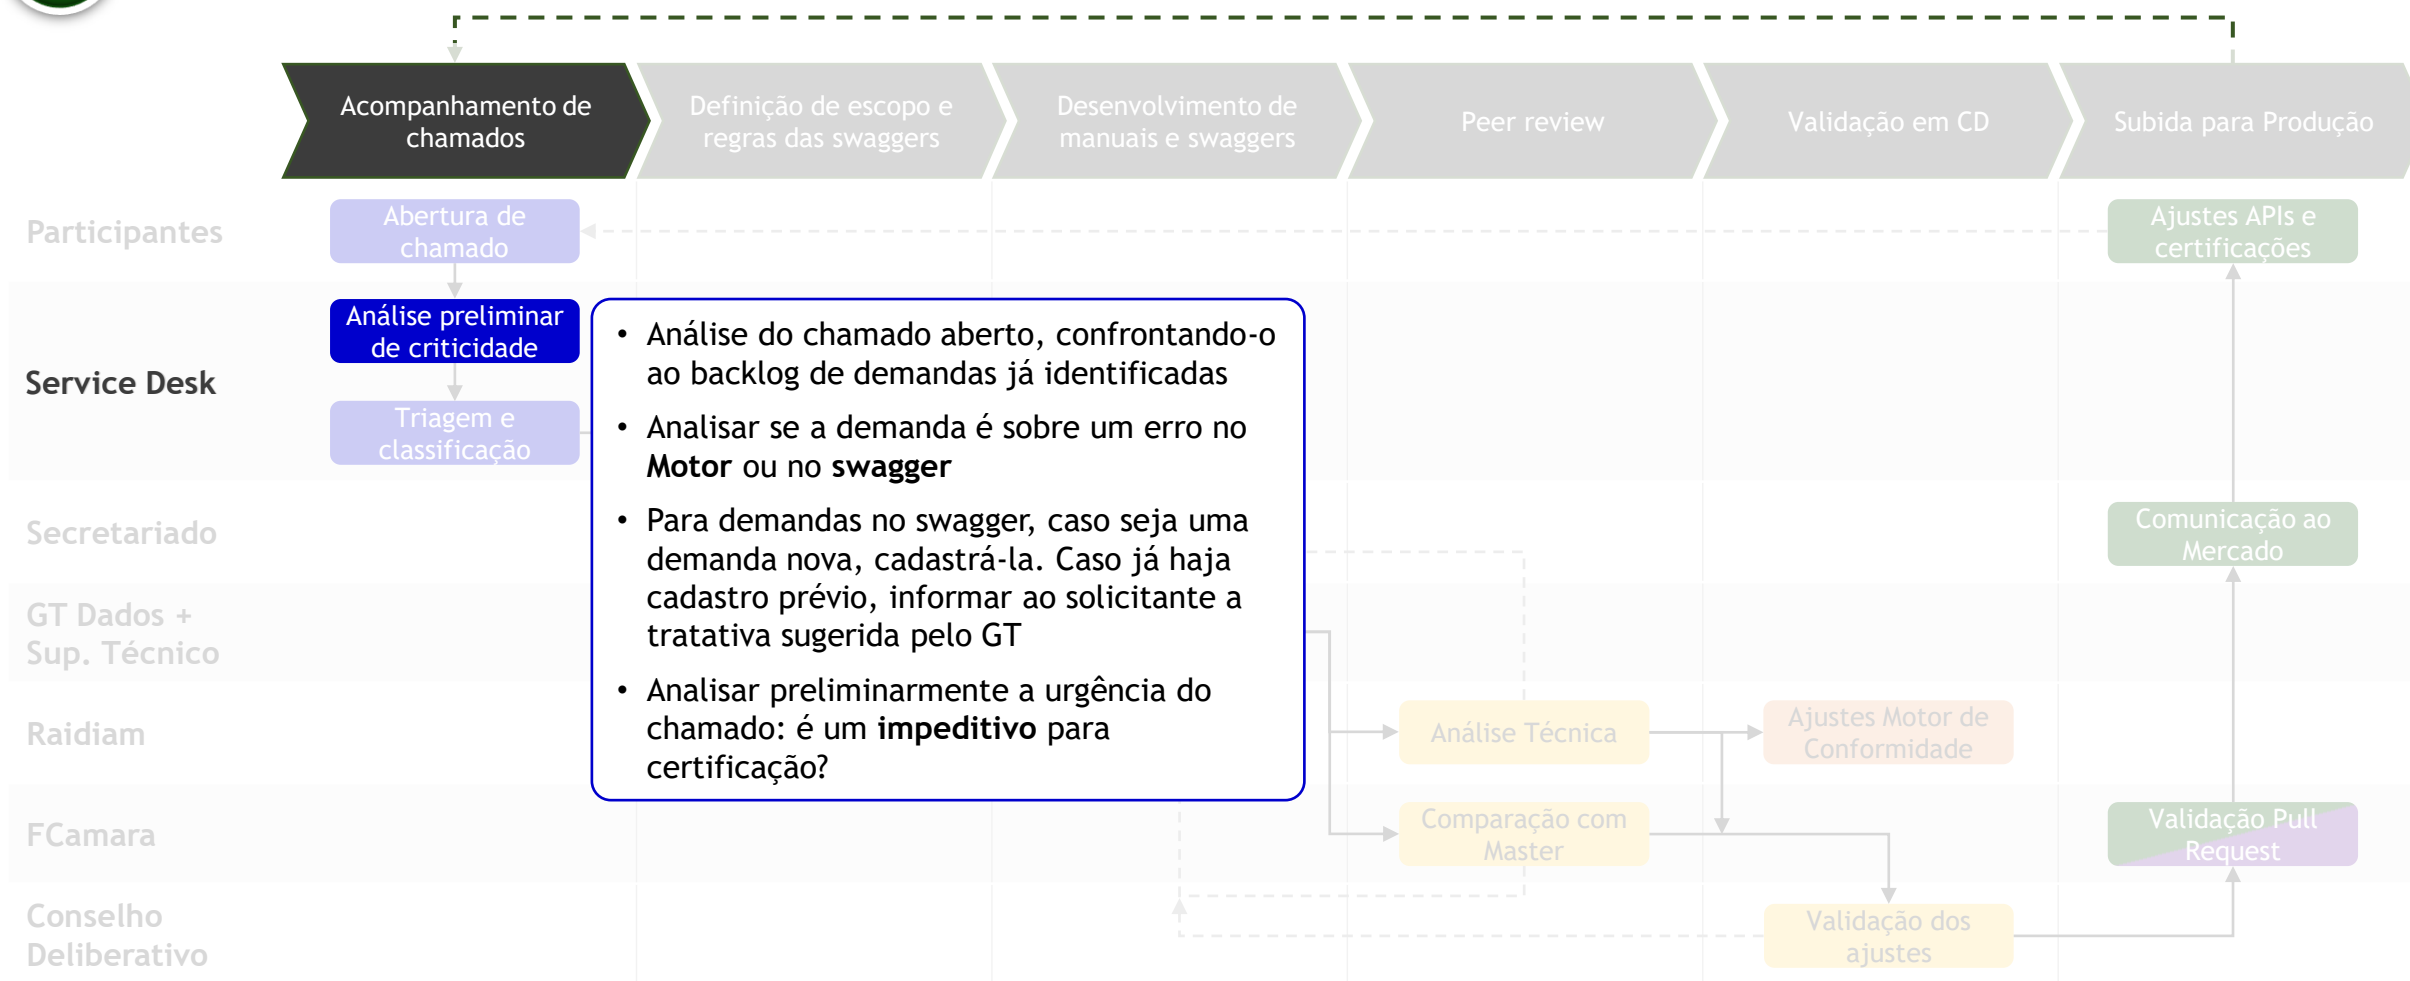 Acompanhamento de
chamados
Definição de escopo e
regras das swaggers
Desenvolvimento de
manuais e swaggers
Peer review
Validação em CD
Subida para Produção
Participantes
Abertura de
chamado
Ajustes APIs e
certificações
Service Desk
Análise preliminar
de criticidade
Triagem e
classificação
• Análise do chamado aberto, confrontando-o
ao backlog de demandas já identificadas
• Analisar se a demanda é sobre um erro no
Motor ou no swagger
• Para demandas no swagger, caso seja uma
demanda nova, cadastrá-la. Caso já haja
cadastro prévio, informar ao solicitante a
tratativa sugerida pelo GT
• Analisar preliminarmente a urgência do
chamado: é um impeditivo para
certificação?
Secretariado
Comunicação ao
Mercado
GT Dados +
Sup. Técnico
Raidiam
Análise Técnica
Ajustes Motor de
Conformidade
FCamara
Comparação com
Master
Validação Pull
Request
Conselho
Deliberativo
Validação dos
ajustes